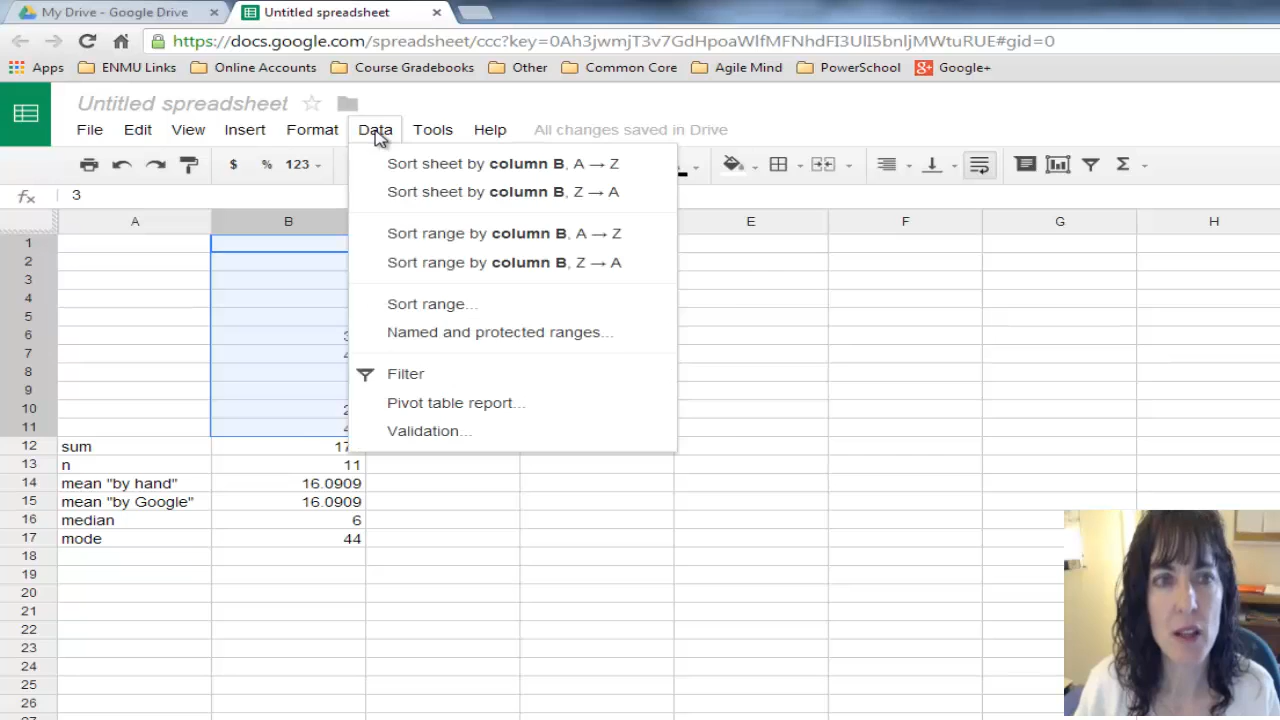 My Drive - Google Drive × Untitled spreadsheet ×
https://docs.google.com/spreadsheet/ccc?key=0Ah3jwmjT3v7GdHpoaWlfMFNhdFI3UlI5bnljMWtuRUE#gid=0
Apps ENMU Links Online Accounts Course Gradebooks Other Common Core Agile Mind PowerSchool Google+
Untitled spreadsheet
File Edit View Insert Format Data Tools Help All changes saved in Drive
$ % 123
Sort sheet by column B, A → Z
Sort sheet by column B, Z → A
Sort range by column B, A → Z
Sort range by column B, Z → A
Sort range...
Named and protected ranges...
Filter
Pivot table report...
Validation...
fx 3
A B E F G H
1
2
3
4
5
6
7
8
9
10
11
12 sum
13 n 11
14 mean "by hand" 16.0909
15 mean "by Google" 16.0909
16 median 6
17 mode 44
18
19
20
21
22
23
24
25
26